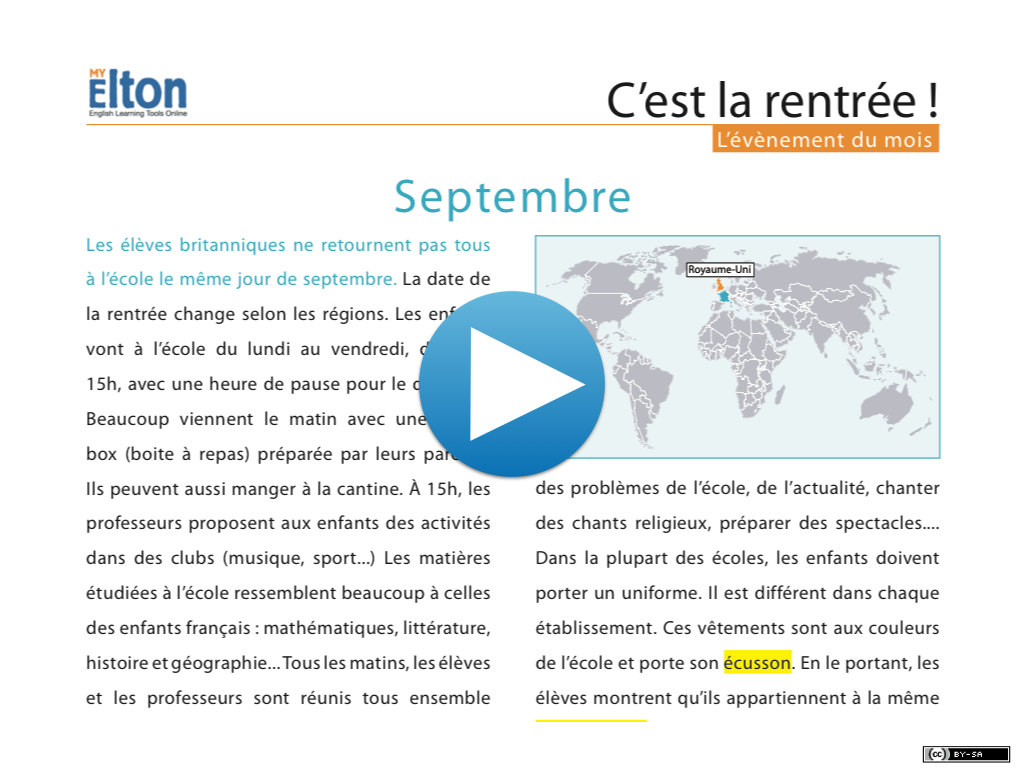 MY
Elton
English Learning Tools Online
C’est la rentrée !
L’évènement du mois
Septembre
Les élèves britanniques ne retournent pas tous
à l’école le même jour de septembre. La date de
la rentrée change selon les régions. Les
vont à l’école du lundi au vendredi,
15h, avec une heure de pause pour le
Beaucoup viennent le matin avec une
box (boite à repas) préparée par leurs
Ils peuvent aussi manger à la cantine. À 15h, les
professeurs proposent aux enfants des activités
dans des clubs (musique, sport...) Les matières
étudiées à l’école ressemblent beaucoup à celles
des enfants français : mathématiques, littérature,
histoire et géographie... Tous les matins, les élèves
et les professeurs sont réunis tous ensemble
Royaume-Uni
des problèmes de l’école, de l’actualité, chanter
des chants religieux, préparer des spectacles....
Dans la plupart des écoles, les enfants doivent
porter un uniforme. Il est différent dans chaque
établissement. Ces vêtements sont aux couleurs
de l’école et porte son écusson. En le portant, les
élèves montrent qu’ils appartiennent à la même
(cc) BY-SA